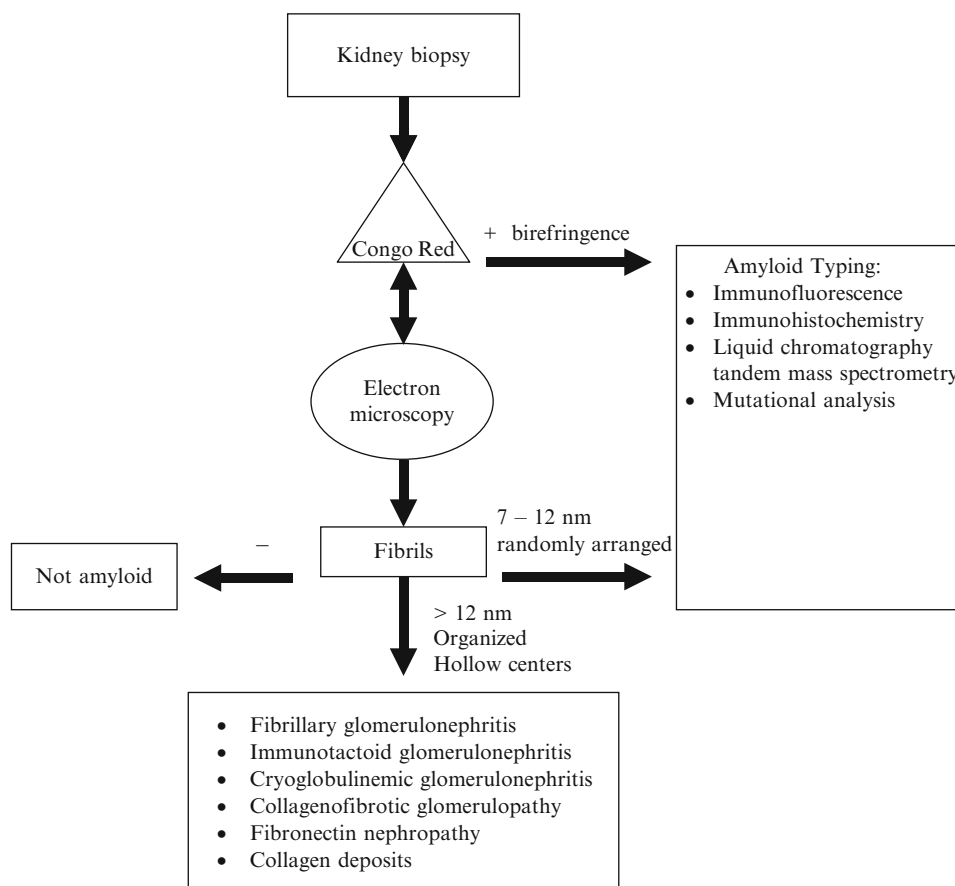 Kidney biopsy
Congo Red
+ birefringence
Amyloid Typing:
• Immunofluorescence
• Immunohistochemistry
• Liquid chromatography
tandem mass spectrometry
• Mutational analysis
Electron
microscopy
7 – 12 nm
randomly arranged
Fibrils
–
Not amyloid
> 12 nm
Organized
Hollow centers
• Fibrillary glomerulonephritis
• Immunotactoid glomerulonephritis
• Cryoglobulinemic glomerulonephritis
• Collagenofibrotic glomerulopathy
• Fibronectin nephropathy
• Collagen deposits